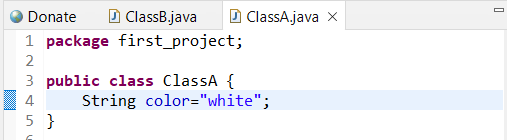 Donate ClassB.java ClassA.java
1 package first_project;
2
3 public class ClassA {
4 String color="white";
5 }